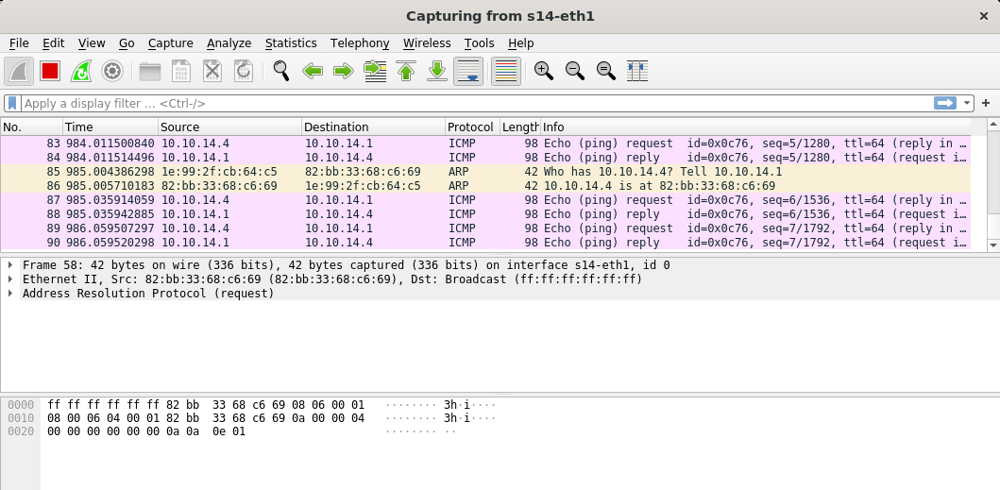 Capturing from s14-eth1 ×
File Edit View Go Capture Analyze Statistics Telephony Wireless Tools Help
Apply a display filter ... <Ctrl-/> +
No. Time Source Destination Protocol Length Info
83 984.011500840 10.10.14.4 10.10.14.1 ICMP 98 Echo (ping) request id=0x0c76, seq=5/1280, ttl=64 (reply in …
84 984.011514496 10.10.14.1 10.10.14.4 ICMP 98 Echo (ping) reply id=0x0c76, seq=5/1280, ttl=64 (request i…
85 985.004386298 1e:99:2f:cb:64:c5 82:bb:33:68:c6:69 ARP 42 Who has 10.10.14.4? Tell 10.10.14.1
86 985.005710183 82:bb:33:68:c6:69 1e:99:2f:cb:64:c5 ARP 42 10.10.14.4 is at 82:bb:33:68:c6:69
87 985.035914059 10.10.14.4 10.10.14.1 ICMP 98 Echo (ping) request id=0x0c76, seq=6/1536, ttl=64 (reply in …
88 985.035942885 10.10.14.1 10.10.14.4 ICMP 98 Echo (ping) reply id=0x0c76, seq=6/1536, ttl=64 (request i…
89 986.059507297 10.10.14.4 10.10.14.1 ICMP 98 Echo (ping) request id=0x0c76, seq=7/1792, ttl=64 (reply in …
90 986.059520298 10.10.14.1 10.10.14.4 ICMP 98 Echo (ping) reply id=0x0c76, seq=7/1792, ttl=64 (request i…
Frame 58: 42 bytes on wire (336 bits), 42 bytes captured (336 bits) on interface s14-eth1, id 0
Ethernet II, Src: 82:bb:33:68:c6:69 (82:bb:33:68:c6:69), Dst: Broadcast (ff:ff:ff:ff:ff:ff)
Address Resolution Protocol (request)
0000 ff ff ff ff ff ff 82 bb 33 68 c6 69 08 06 00 01 ········ 3h·i····
0010 08 00 06 04 00 01 82 bb 33 68 c6 69 0a 00 00 04 ········ 3h·i····
0020 00 00 00 00 00 00 0a 0a 0e 01 ········ ··